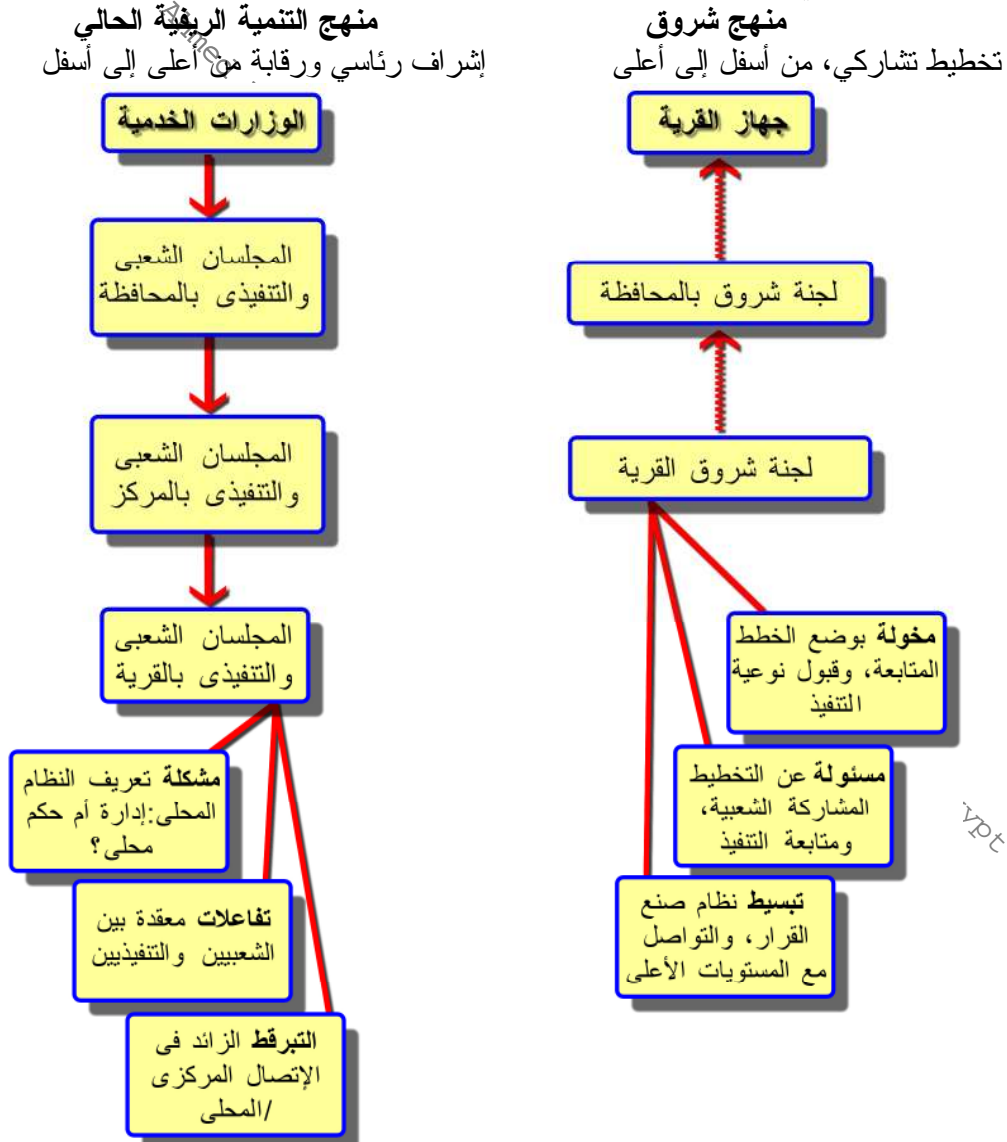 منهج شروق
تخطيط تشاركي، من أسفل إلى أعلى
جهاز القرية
لجنة شروق بالمحافظة
لجنة شروق القرية
مخولة بوضع الخطط
المتابعة، وقبول نوعية
التنفيذ
مسئولة عن التخطيط
المشاركة الشعبية،
ومتابعة التنفيذ
تبسيط نظام صنع
القرار، والتواصل
مع المستويات الأعلى
منهج التنمية الريفية الحالي
إشراف رئاسي ورقابة من أعلى إلى أسفل
الوزارات الخدمية
المجلسان الشعبى
والتنفيذى بالمحافظة
المجلسان الشعبى
والتنفيذى بالمركز
المجلسان الشعبى
والتنفيذى بالقرية
مشكلة تعريف النظام
المحلى:إدارة أم حكم
محلى؟
تفاعلات معقدة بين
الشعبيين والتنفيذيين
التبرقط الزائد فى
الإتصال المركزى
/المحلى